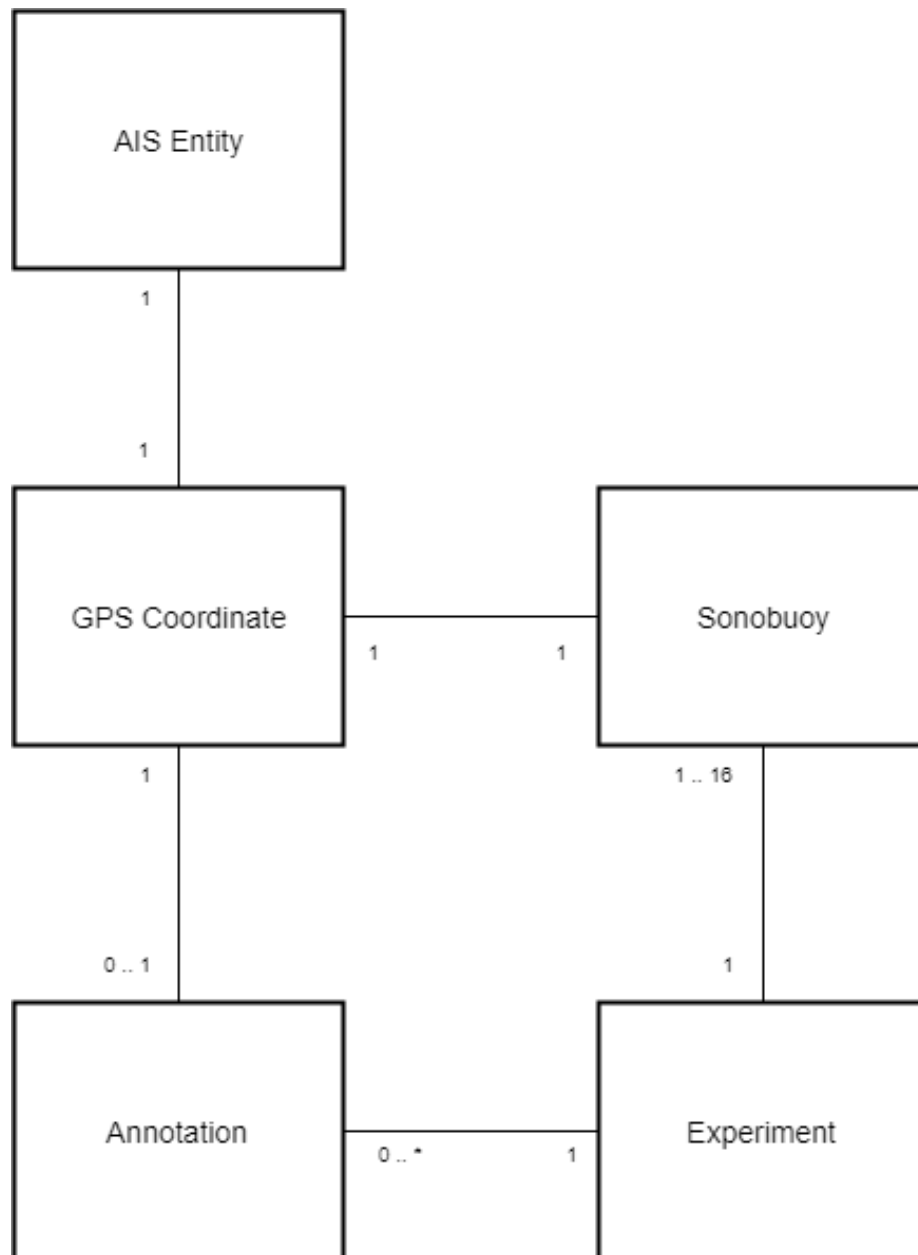 AIS Entity
1
1
GPS Coordinate
Sonobuoy
1
1
1
1 .. 16
0 .. 1
1
Annotation
Experiment
0 .. *
1